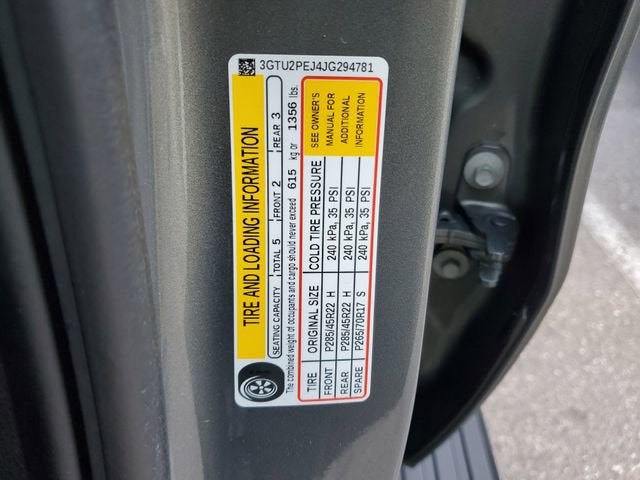 3GTU2PEJ4JG294781
TIRE AND LOADING INFORMATION
SEATING CAPACITY TOTAL 5 FRONT 2 REAR 3
The combined weight of occupants and cargo should never exceed 615 kg or 1356 lbs.
TIRE ORIGINAL SIZE COLD TIRE PRESSURE SEE OWNER'S
FRONT P285/45R22 H 240 kPa, 35 PSI MANUAL FOR
REAR P285/45R22 H 240 kPa, 35 PSI ADDITIONAL
SPARE P265/70R17 S 240 kPa, 35 PSI INFORMATION